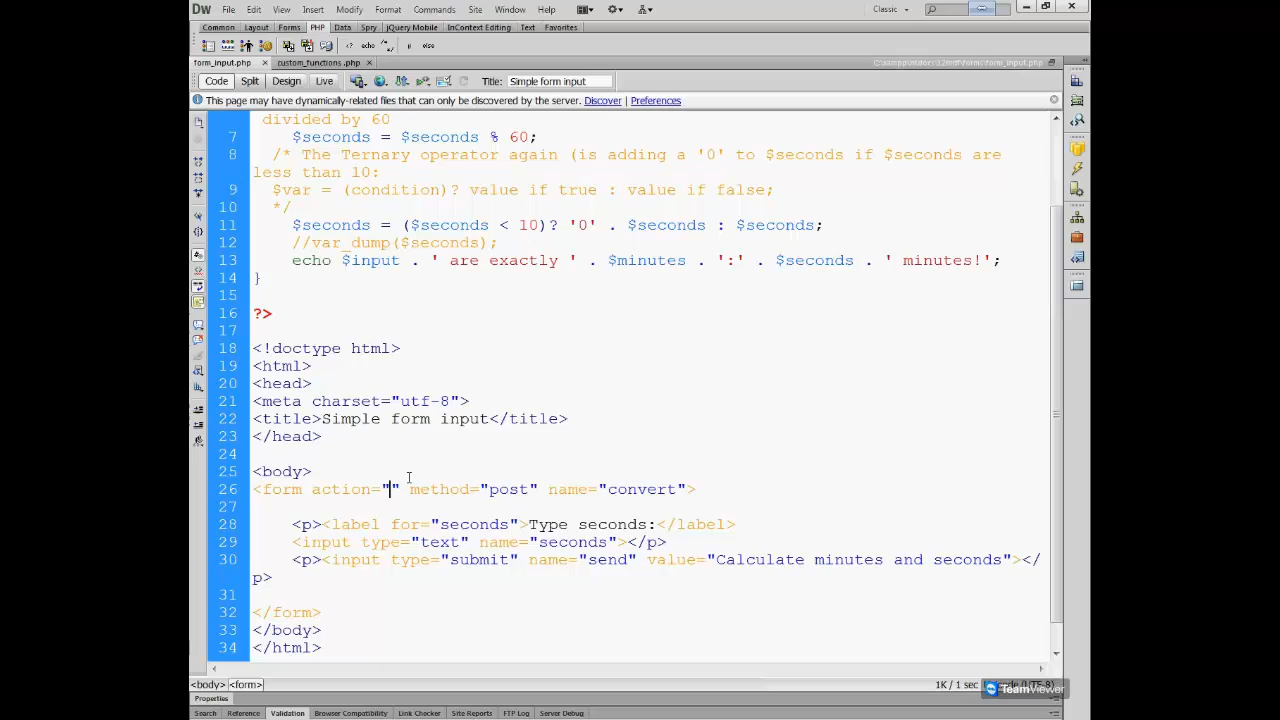 Dw File Edit View Insert Modify Format Commands Site Window Help Classic
Common Layout Forms PHP Data Spry jQuery Mobile InContext Editing Text Favorites
<? echo /* */ if else
form_input.php × custom_functions.php ×
Code Split Design Live Title: Simple form input
This page may have dynamically-related files that can only be discovered by the server. Discover | Preferences
divided by 60
7 $seconds = $seconds % 60;
8 /* The Ternary operator again (is adding a '0' to $seconds if $seconds are
less than 10:
9 $var = (condition)? value if true : value if false;
10 */
11 $seconds = ($seconds < 10)? '0' . $seconds : $seconds;
12 //var_dump($seconds);
13 echo $input . ' are exactly ' . $minutes . ':' . $seconds . ' minutes!';
14 }
15
16 ?>
17
18 <!doctype html>
19 <html>
20 <head>
21 <meta charset="utf-8">
22 <title>Simple form input</title>
23 </head>
24
25 <body>
26 <form action="" method="post" name="convert">
27
28 <p><label for="seconds">Type seconds:</label>
29 <input type="text" name="seconds"></p>
30 <p><input type="submit" name="send" value="Calculate minutes and seconds"></
p>
31
32 </form>
33 </body>
34 </html>
<body> <form> 1K / 1 sec (UTF-8)
TeamViewer
Properties
Search Reference Validation Browser Compatibility Link Checker Site Reports FTP Log Server Debug